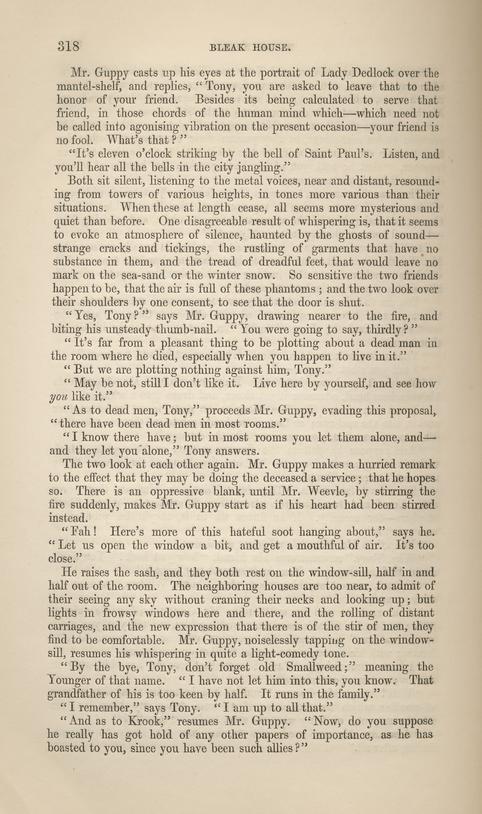 318
BLEAK HOUSE.
Mr. Guppy casts up his eyes at the portrait of Lady Dedlock over the
mantel-shelf, and replies, "Tony, you are asked to leave that to the
honor of your friend. Besides its being calculated to serve that
friend, in those chords of the human mind which—which need not
be called into agonising vibration on the present occasion—your friend is
no fool. What's that?"
"It's eleven o'clock striking by the bell of Saint Paul's. Listen, and
you'll hear all the bells in the city jangling."
Both sit silent, listening to the metal voices, near and distant, resound-
ing from towers of various heights, in tones more various than their
situations. When these at length cease, all seems more mysterious and
quiet than before. One disagreeable result of whispering is, that it seems
to evoke an atmosphere of silence, haunted by the ghosts of sound—
strange cracks and tickings, the rustling of garments that have no
substance in them, and the tread of dreadful feet, that would leave no
mark on the sea-sand or the winter snow. So sensitive the two friends
happen to be, that the air is full of these phantoms; and the two look over
their shoulders by one consent, to see that the door is shut.
"Yes, Tony?" says Mr. Guppy, drawing nearer to the fire, and
biting his unsteady thumb-nail. "You were going to say, thirdly?"
"It's far from a pleasant thing to be plotting about a dead man in
the room where he died, especially when you happen to live in it."
"But we are plotting nothing against him, Tony."
"May be not, still I don't like it. Live here by yourself, and see how
you like it."
"As to dead men, Tony," proceeds Mr. Guppy, evading this proposal,
"there have been dead men in most rooms."
"I know there have; but in most rooms you let them alone, and—
and they let you alone," Tony answers.
The two look at each other again. Mr. Guppy makes a hurried remark
to the effect that they may be doing the deceased a service; that he hopes
so. There is an oppressive blank, until Mr. Weevle, by stirring the
fire suddenly, makes Mr. Guppy start as if his heart had been stirred
instead.
"Fah! Here's more of this hateful soot hanging about," says he.
"Let us open the window a bit, and get a mouthful of air. It's too
close."
He raises the sash, and they both rest on the window-sill, half in and
half out of the room. The neighboring houses are too near, to admit of
their seeing any sky without craning their necks and looking up; but
lights in frowsy windows here and there, and the rolling of distant
carriages, and the new expression that there is of the stir of men, they
find to be comfortable. Mr. Guppy, noiselessly tapping on the window-
sill, resumes his whispering in quite a light-comedy tone.
"By the bye, Tony, don't forget old Smallweed;" meaning the
Younger of that name. "I have not let him into this, you know. That
grandfather of his is too keen by half. It runs in the family."
"I remember," says Tony. "I am up to all that."
"And as to Krook," resumes Mr. Guppy. "Now, do you suppose
he really has got hold of any other papers of importance, as he has
boasted to you, since you have been such allies?"